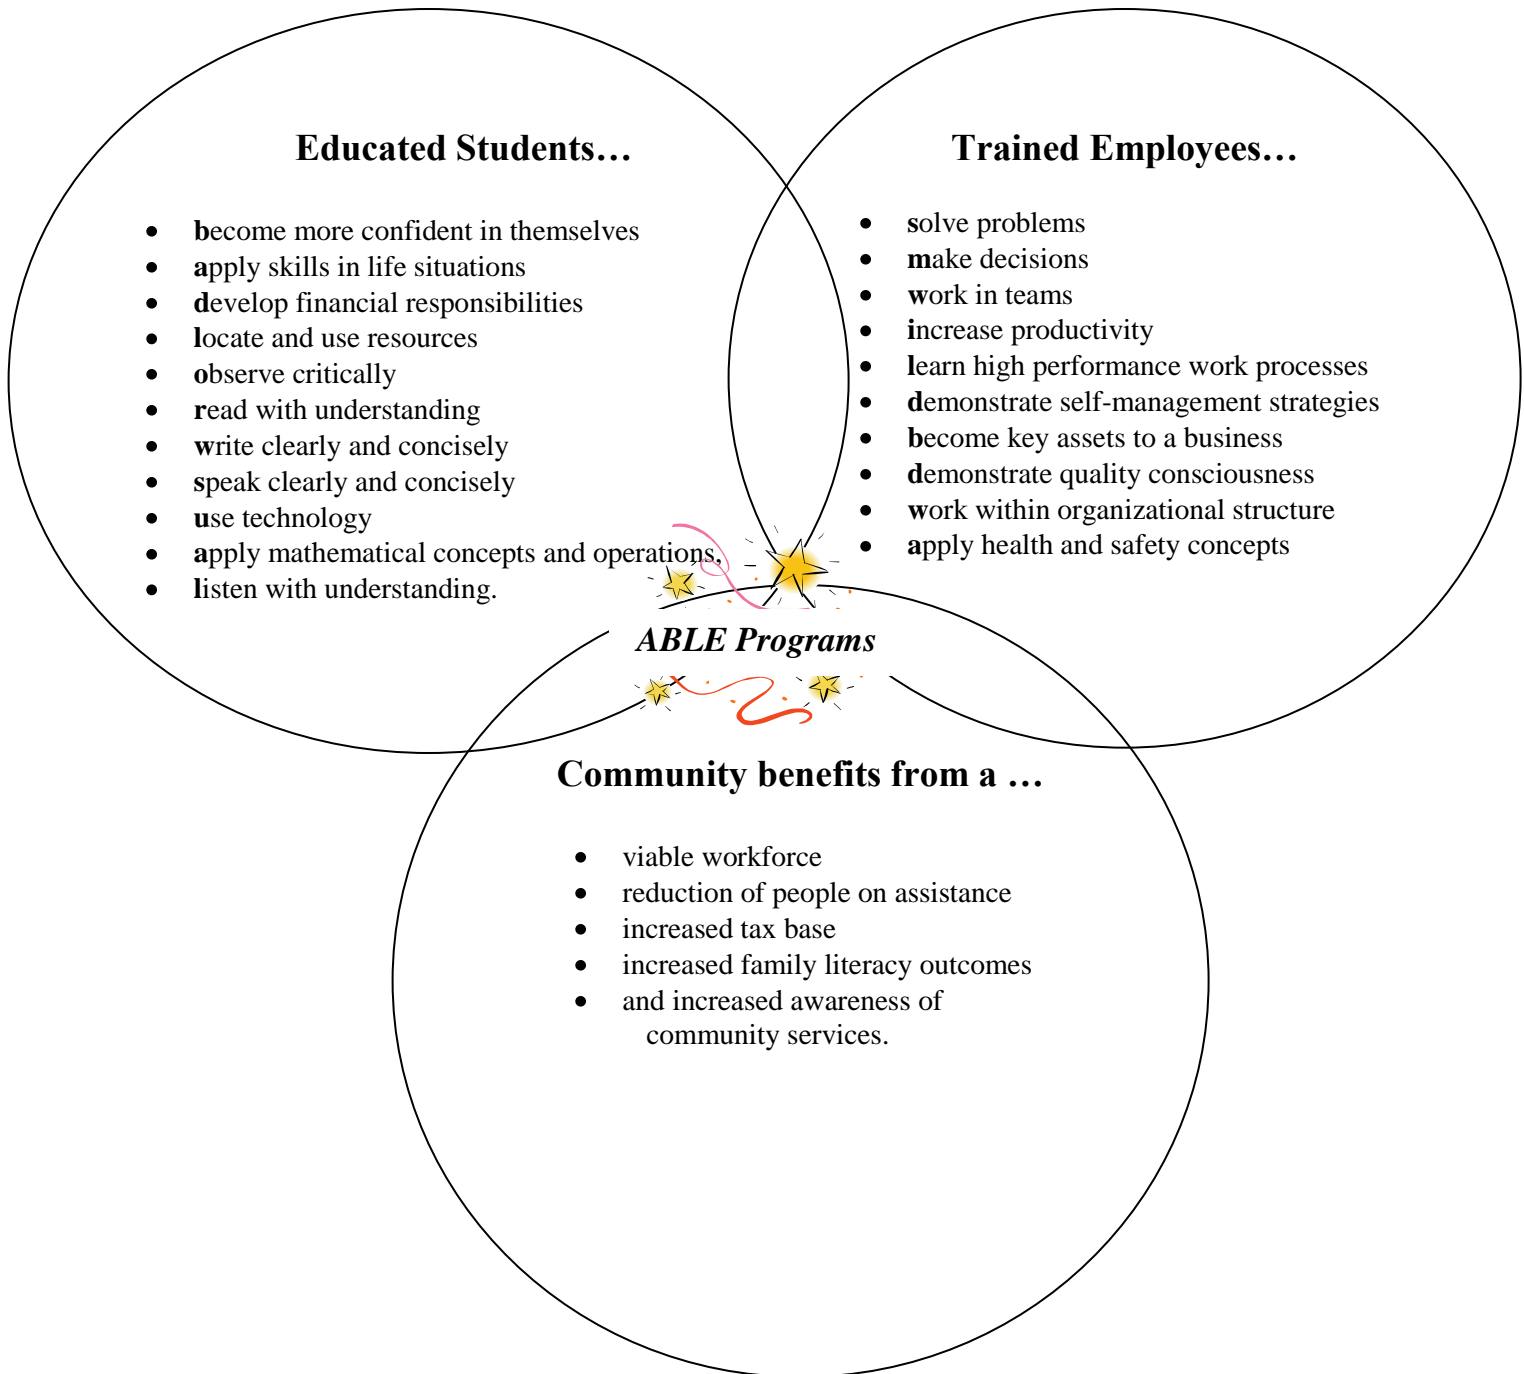 Educated Students…
• become more confident in themselves
• apply skills in life situations
• develop financial responsibilities
• locate and use resources
• observe critically
• read with understanding
• write clearly and concisely
• speak clearly and concisely
• use technology
• apply mathematical concepts and operations,
• listen with understanding.
Trained Employees…
• solve problems
• make decisions
• work in teams
• increase productivity
• learn high performance work processes
• demonstrate self-management strategies
• become key assets to a business
• demonstrate quality consciousness
• work within organizational structure
• apply health and safety concepts
ABLE Programs
Community benefits from a …
• viable workforce
• reduction of people on assistance
• increased tax base
• increased family literacy outcomes
• and increased awareness of
community services.